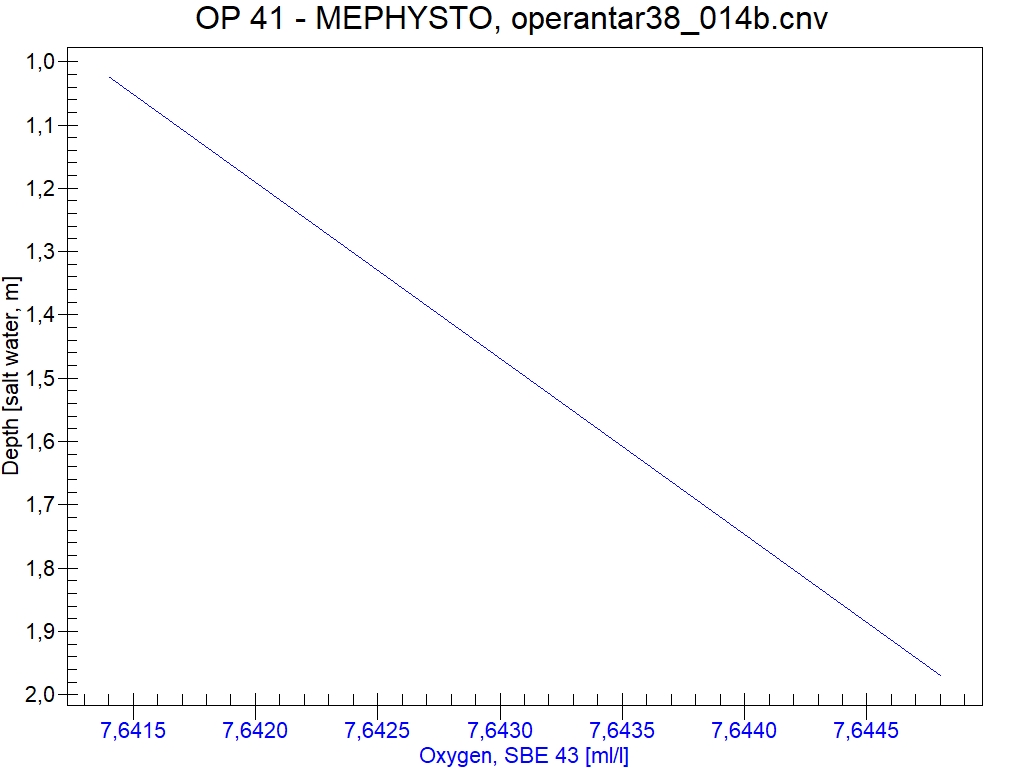 OP 41 - MEPHYSTO, operantar38_014b.cnv
1,0
1,1
1,2
1,3
1,4
1,5
1,6
1,7
1,8
1,9
2,0
Depth [salt water, m]
7,6415 7,6420 7,6425 7,6430 7,6435 7,6440 7,6445
Oxygen, SBE 43 [ml/l]